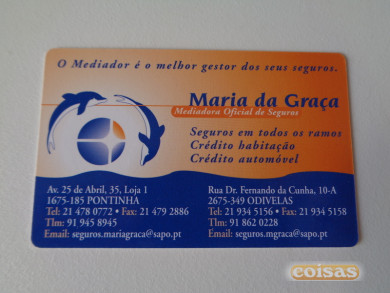 O Mediador é o melhor gestor dos seus seguros.
Maria da Graça
Mediadora Oficial de Seguros
Seguros em todos os ramos
Crédito habitação
Crédito automóvel
Av. 25 de Abril, 35, Loja 1
1675-185 PONTINHA
Tel: 21 478 0772 • Fax: 21 479 2886
Tlm: 91 945 8945
Email: seguros.mariagraca@sapo.pt
Rua Dr. Fernando da Cunha, 10-A
2675-349 ODIVELAS
Tel: 21 934 5156 • Fax: 21 934 5158
Tlm: 91 862 0228
Email: seguros.mgraca@sapo.pt
coisas